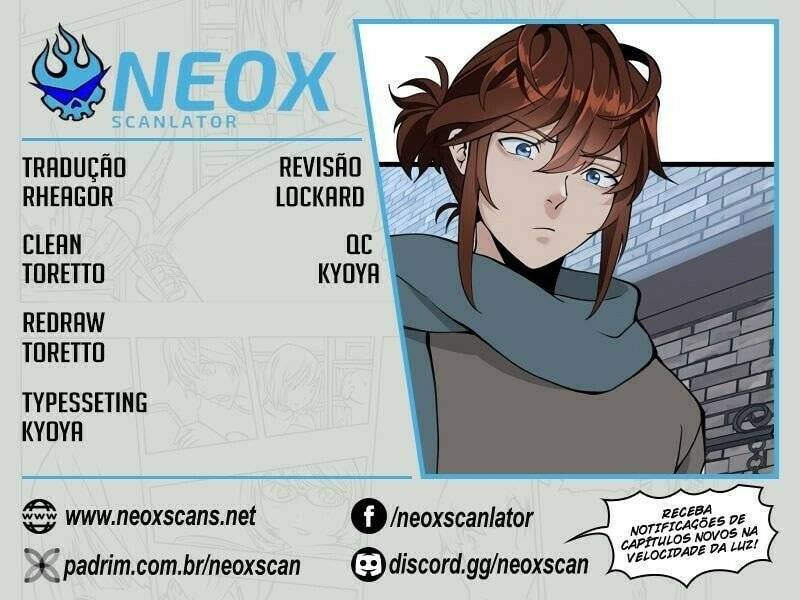 NEOX
SCANLATOR
TRADUÇÃO
RHEAGOR
REVISÃO
LOCKARD
CLEAN
TORETTO
QC
KYOYA
REDRAW
TORETTO
TYPESSETING
KYOYA
www.neoxscans.net
/neoxscanlator
padrim.com.br/neoxscan
discord.gg/neoxscan
RECEBA
NOTIFICAÇÕES DE
CAPÍTULOS NOVOS NA
VELOCIDADE DA LUZ!